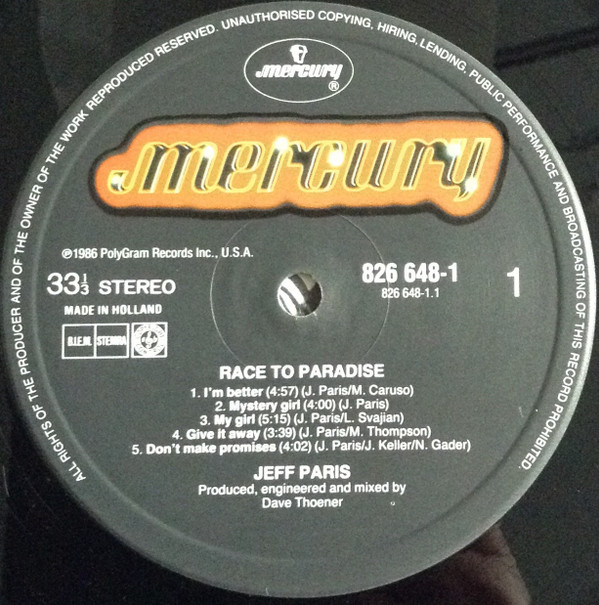 ALL RIGHTS OF THE PRODUCER AND OF THE OWNER OF THE WORK REPRODUCED RESERVED. UNAUTHORISED COPYING, HIRING, LENDING, PUBLIC PERFORMANCE AND BROADCASTING OF THIS RECORD PROHIBITED
mercury
®
mercury
℗1986 PolyGram Records Inc., U.S.A.
33⅓ STEREO
MADE IN HOLLAND
B.I.E.M. STEMRA
826 648-1
826 648-1.1
1
RACE TO PARADISE
1. I'm better (4:57) (J. Paris/M. Caruso)
2. Mystery girl (4:00) (J. Paris)
3. My girl (5:15) (J. Paris/L. Svajian)
4. Give it away (3:39) (J. Paris/M. Thompson)
5. Don't make promises (4:02) (J. Paris/J. Keller/N. Gader)
JEFF PARIS
Produced, engineered and mixed by
Dave Thoener